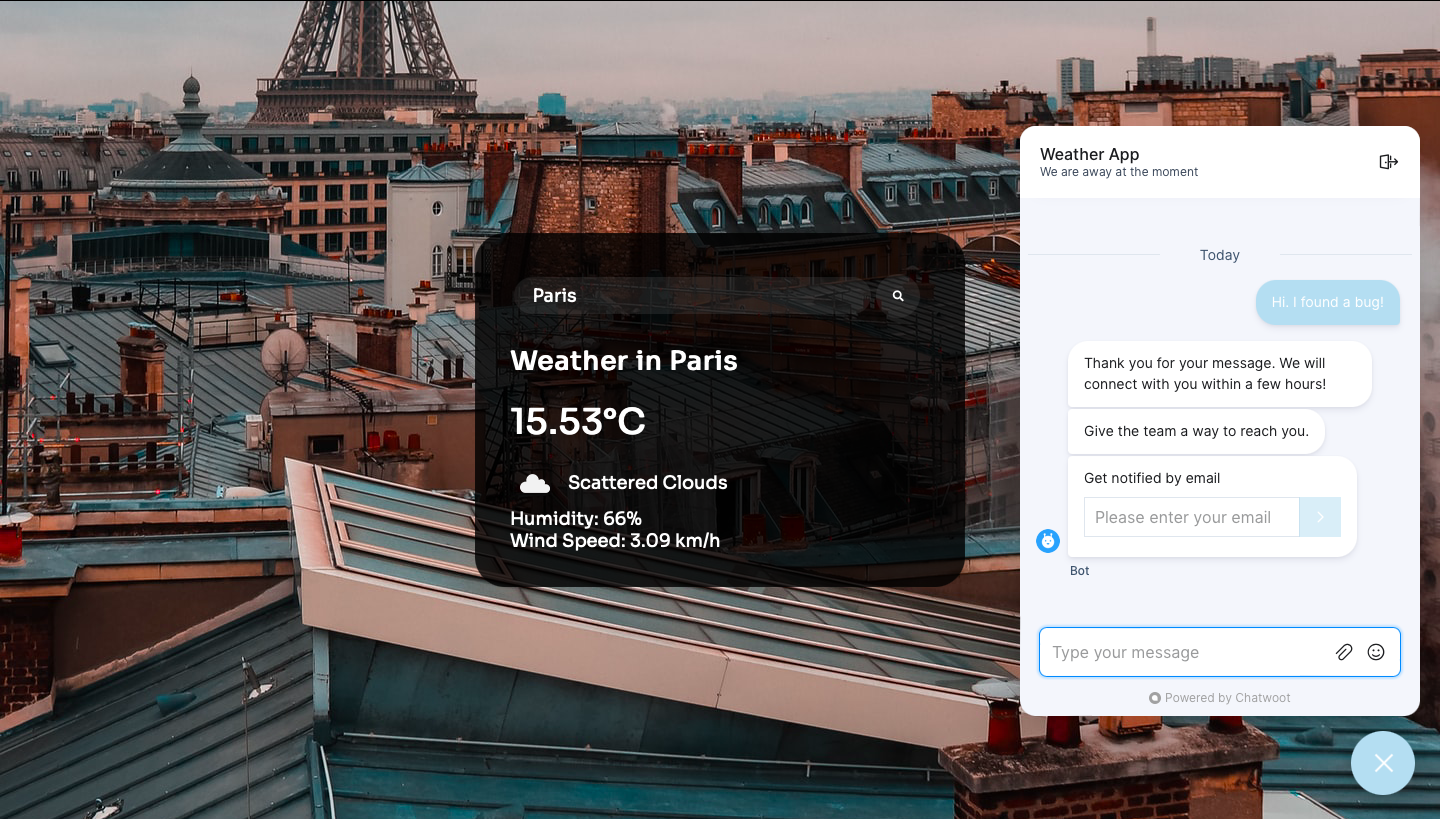 Paris
Weather in Paris
15.53°C
Scattered Clouds
Humidity: 66%
Wind Speed: 3.09 km/h
Weather App
We are away at the moment
Today
Hi. I found a bug!
Thank you for your message. We will
connect with you within a few hours!
Give the team a way to reach you.
Get notified by email
Please enter your email
Bot
Type your message
Powered by Chatwoot